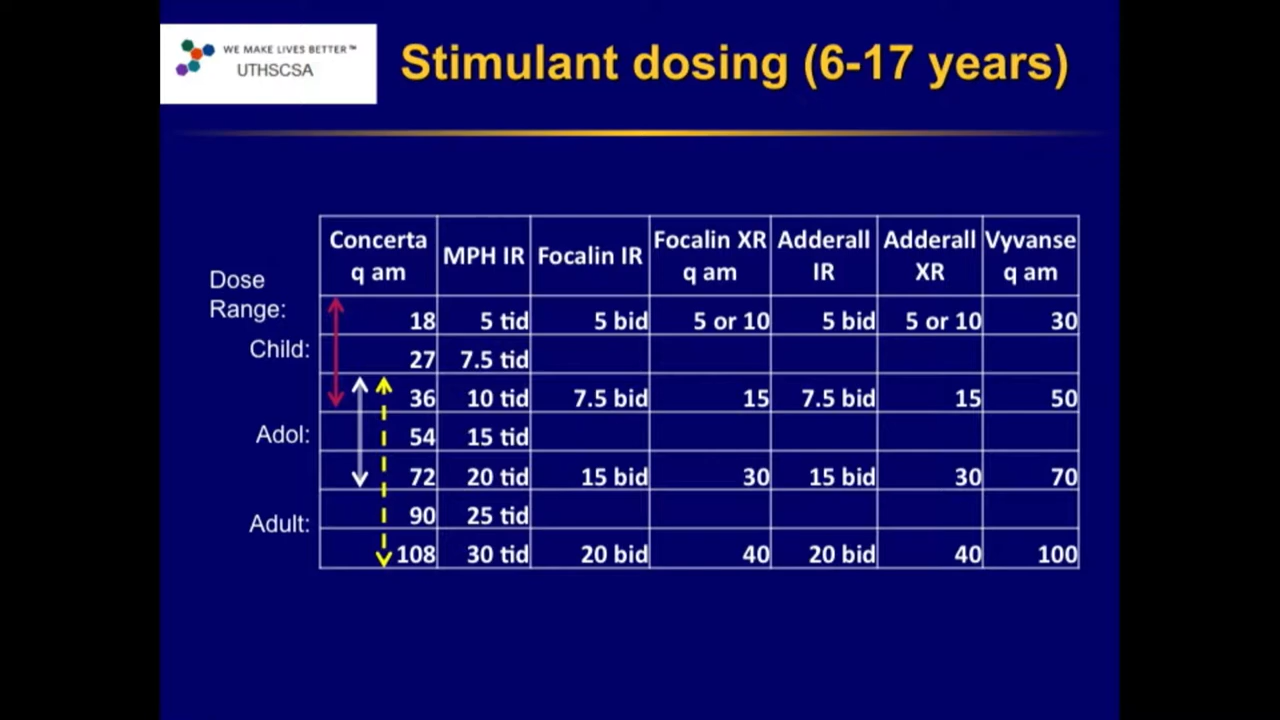 WE MAKE LIVES BETTER™
UTHSCSA
Stimulant dosing (6-17 years)
Dose
Range:
Child:
Adol:
Adult:
Concerta q am MPH IR Focalin IR Focalin XR q am Adderall IR Adderall XR Vyvanse q am
18 5 tid 5 bid 5 or 10 5 bid 5 or 10 30
27 7.5 tid
36 10 tid 7.5 bid 15 7.5 bid 15 50
54 15 tid
72 20 tid 15 bid 30 15 bid 30 70
90 25 tid
108 30 tid 20 bid 40 20 bid 40 100